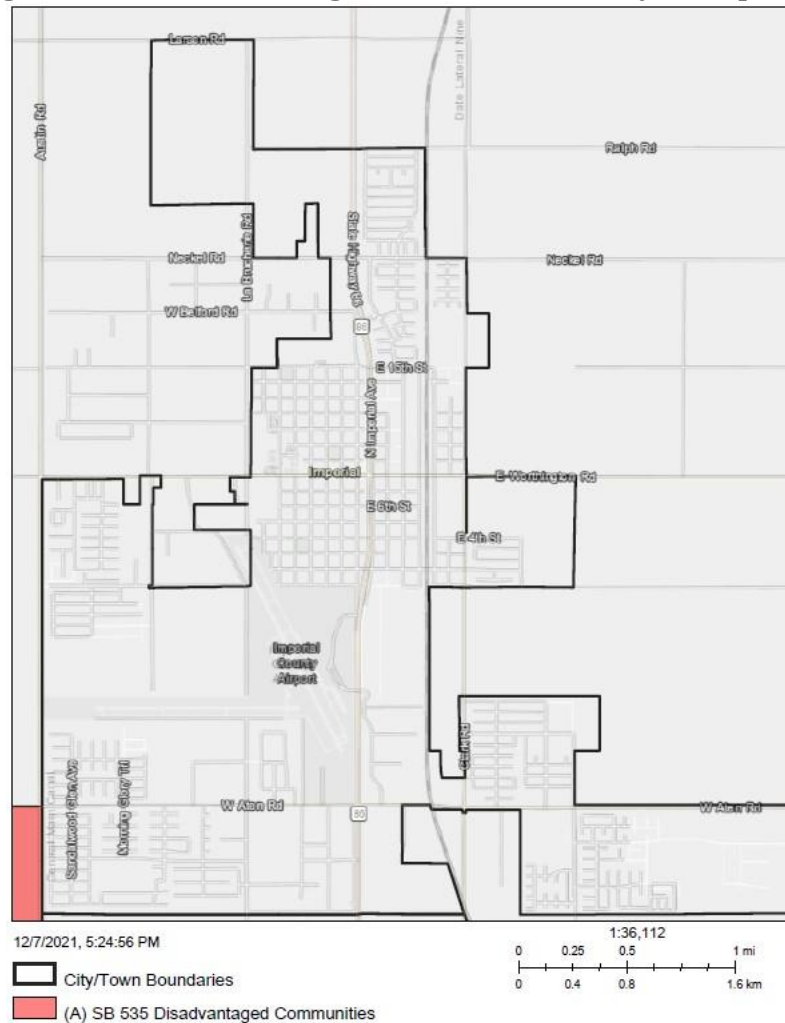 Larsen Rd
Date Lateral Nine
Austin Rd
Ralph Rd
La Brucherie Rd
State Highway 86
Neckel Rd
Neckel Rd
W Belford Rd
86
E 15th St
N Imperial Ave
Imperial
E Worthington Rd
E 6th St
E 4th St
Imperial
County
Airport
Clark Rd
Sandalwood Glen Ave
Morning Glory Trl
W Aten Rd
W Aten Rd
80
12/7/2021, 5:24:56 PM
1:36,112
0 0.25 0.5 1 mi
0 0.4 0.8 1.6 km
City/Town Boundaries
(A) SB 535 Disadvantaged Communities